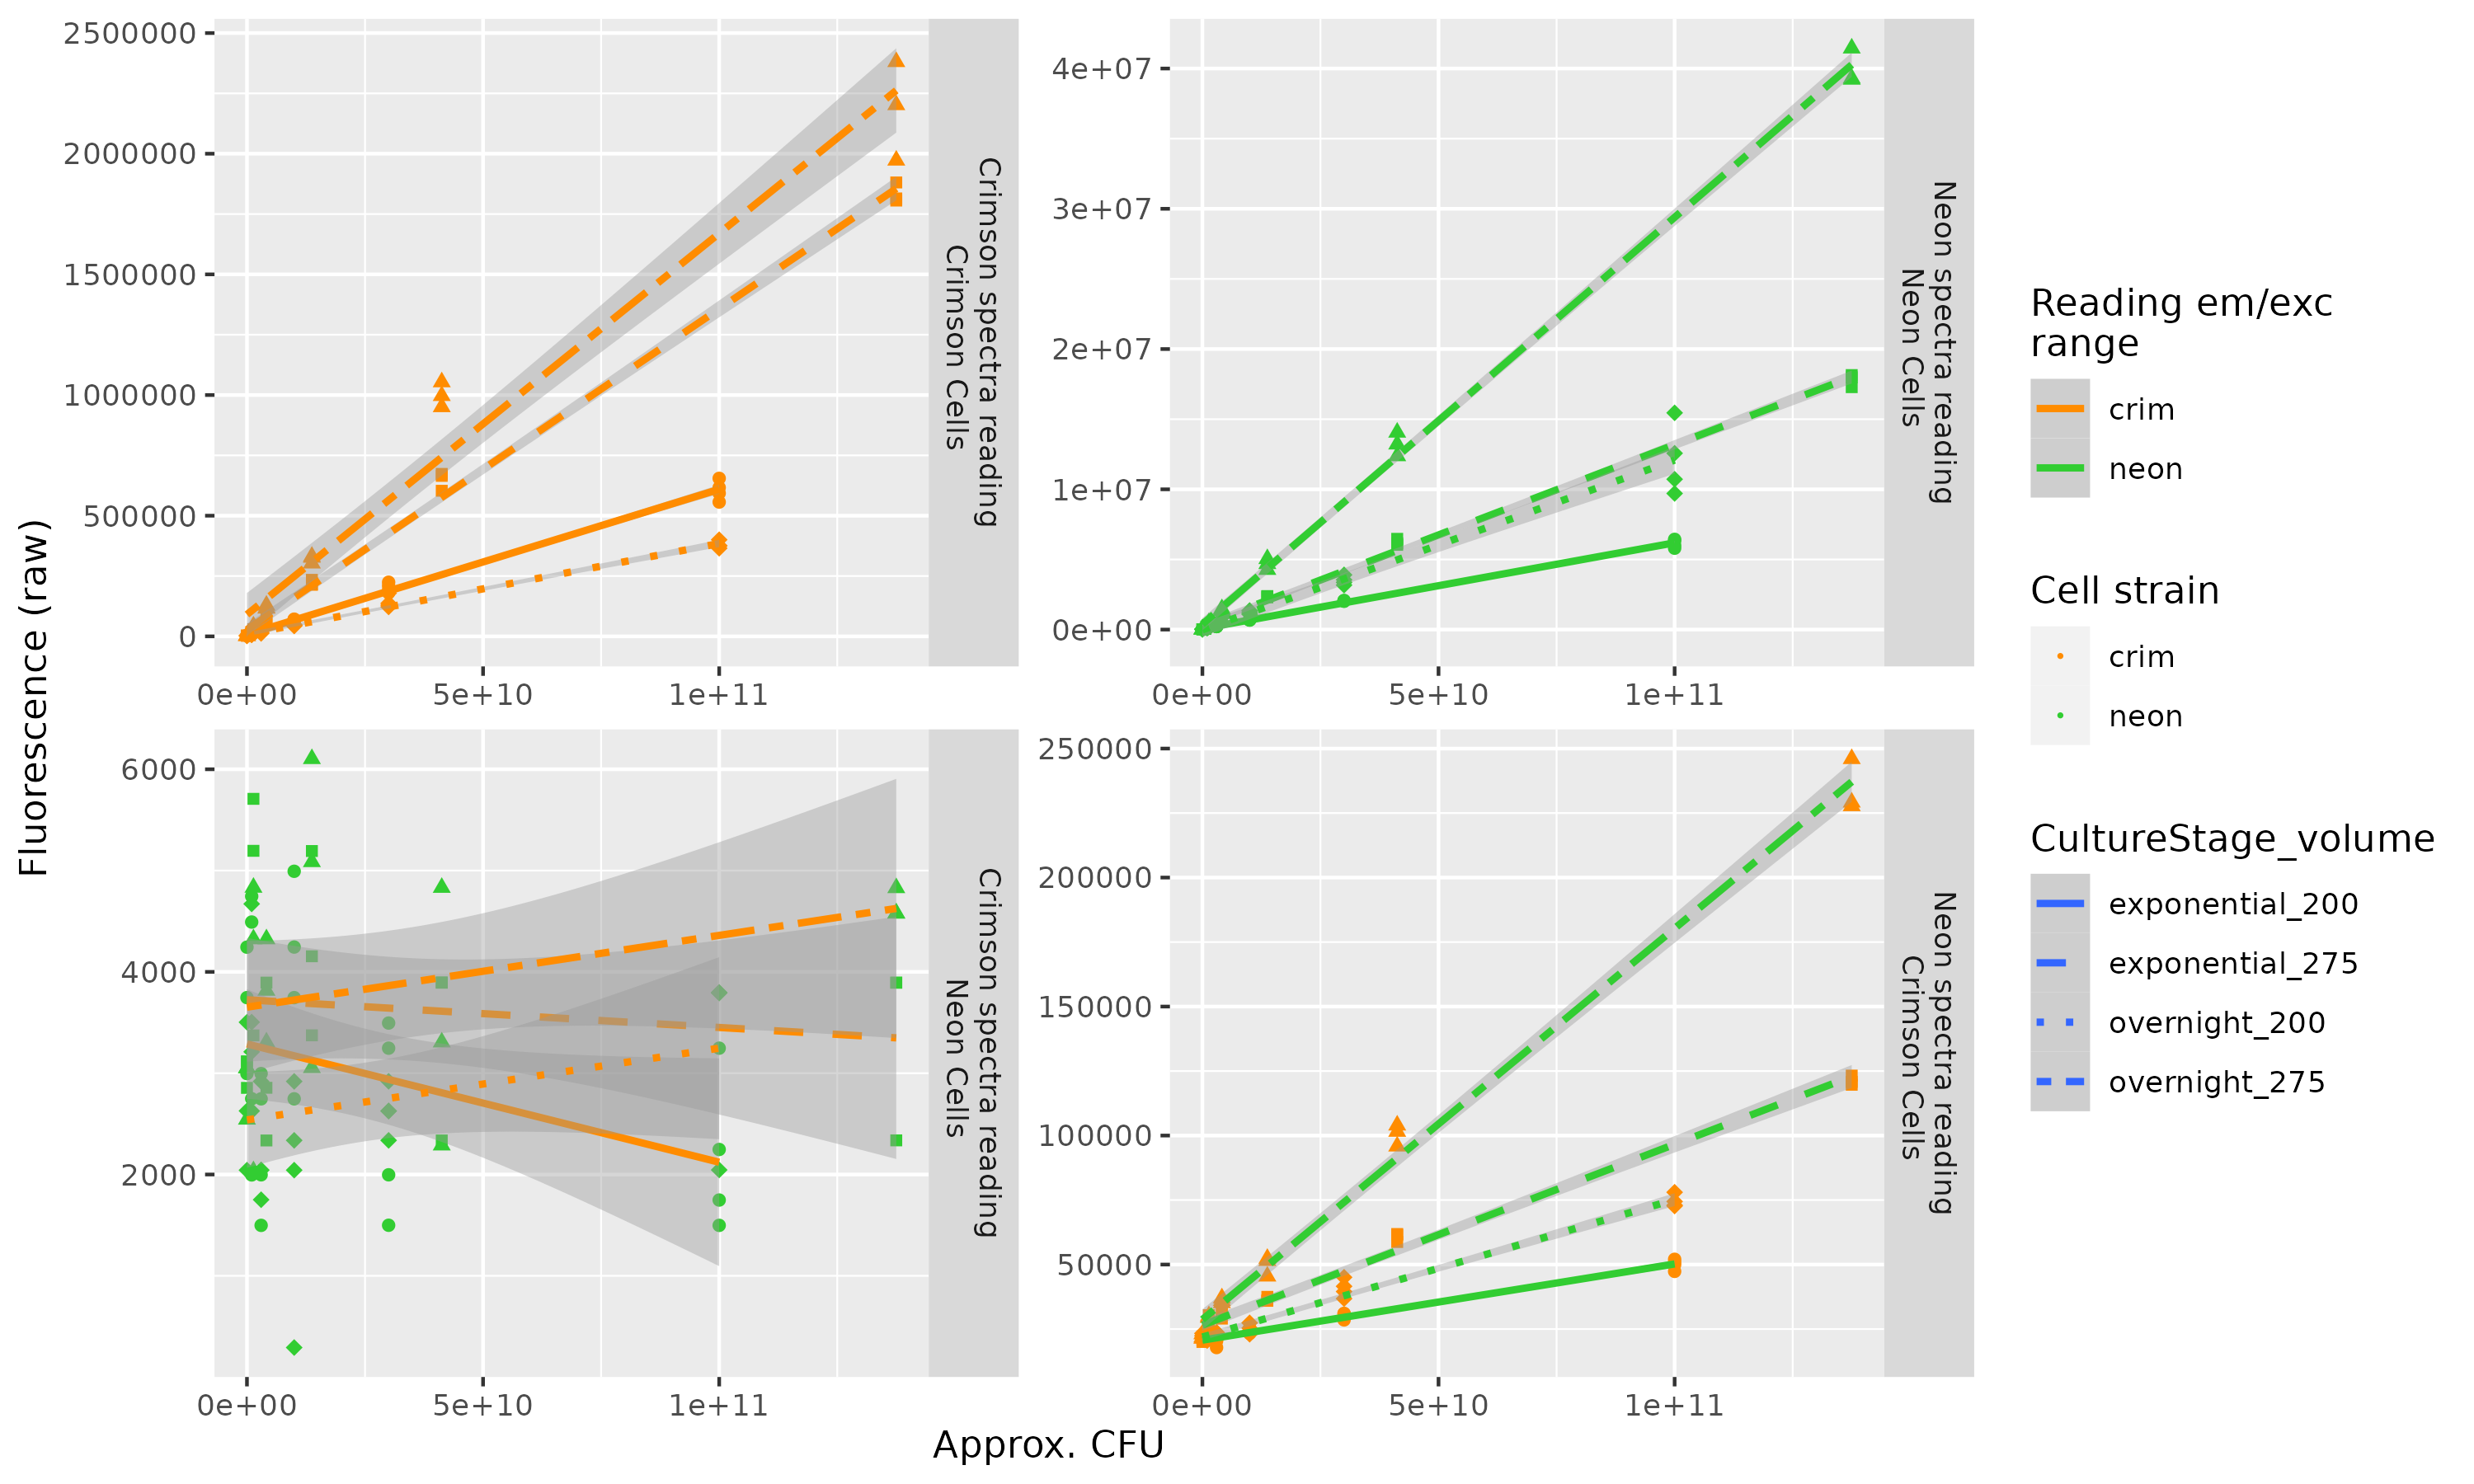 Fluorescence (raw)
2500000
2000000
1500000
1000000
500000
0
0e+00
5e+10
1e+11
Crimson spectra reading
Crimson Cells
4e+07
3e+07
2e+07
1e+07
0e+00
0e+00
5e+10
1e+11
Neon spectra reading
Neon Cells
6000
4000
2000
0e+00
5e+10
1e+11
Crimson spectra reading
Neon Cells
250000
200000
150000
100000
50000
0e+00
5e+10
1e+11
Neon spectra reading
Crimson Cells
Approx. CFU
Reading em/exc
range
crim
neon
Cell strain
crim
neon
CultureStage_volume
exponential_200
exponential_275
overnight_200
overnight_275